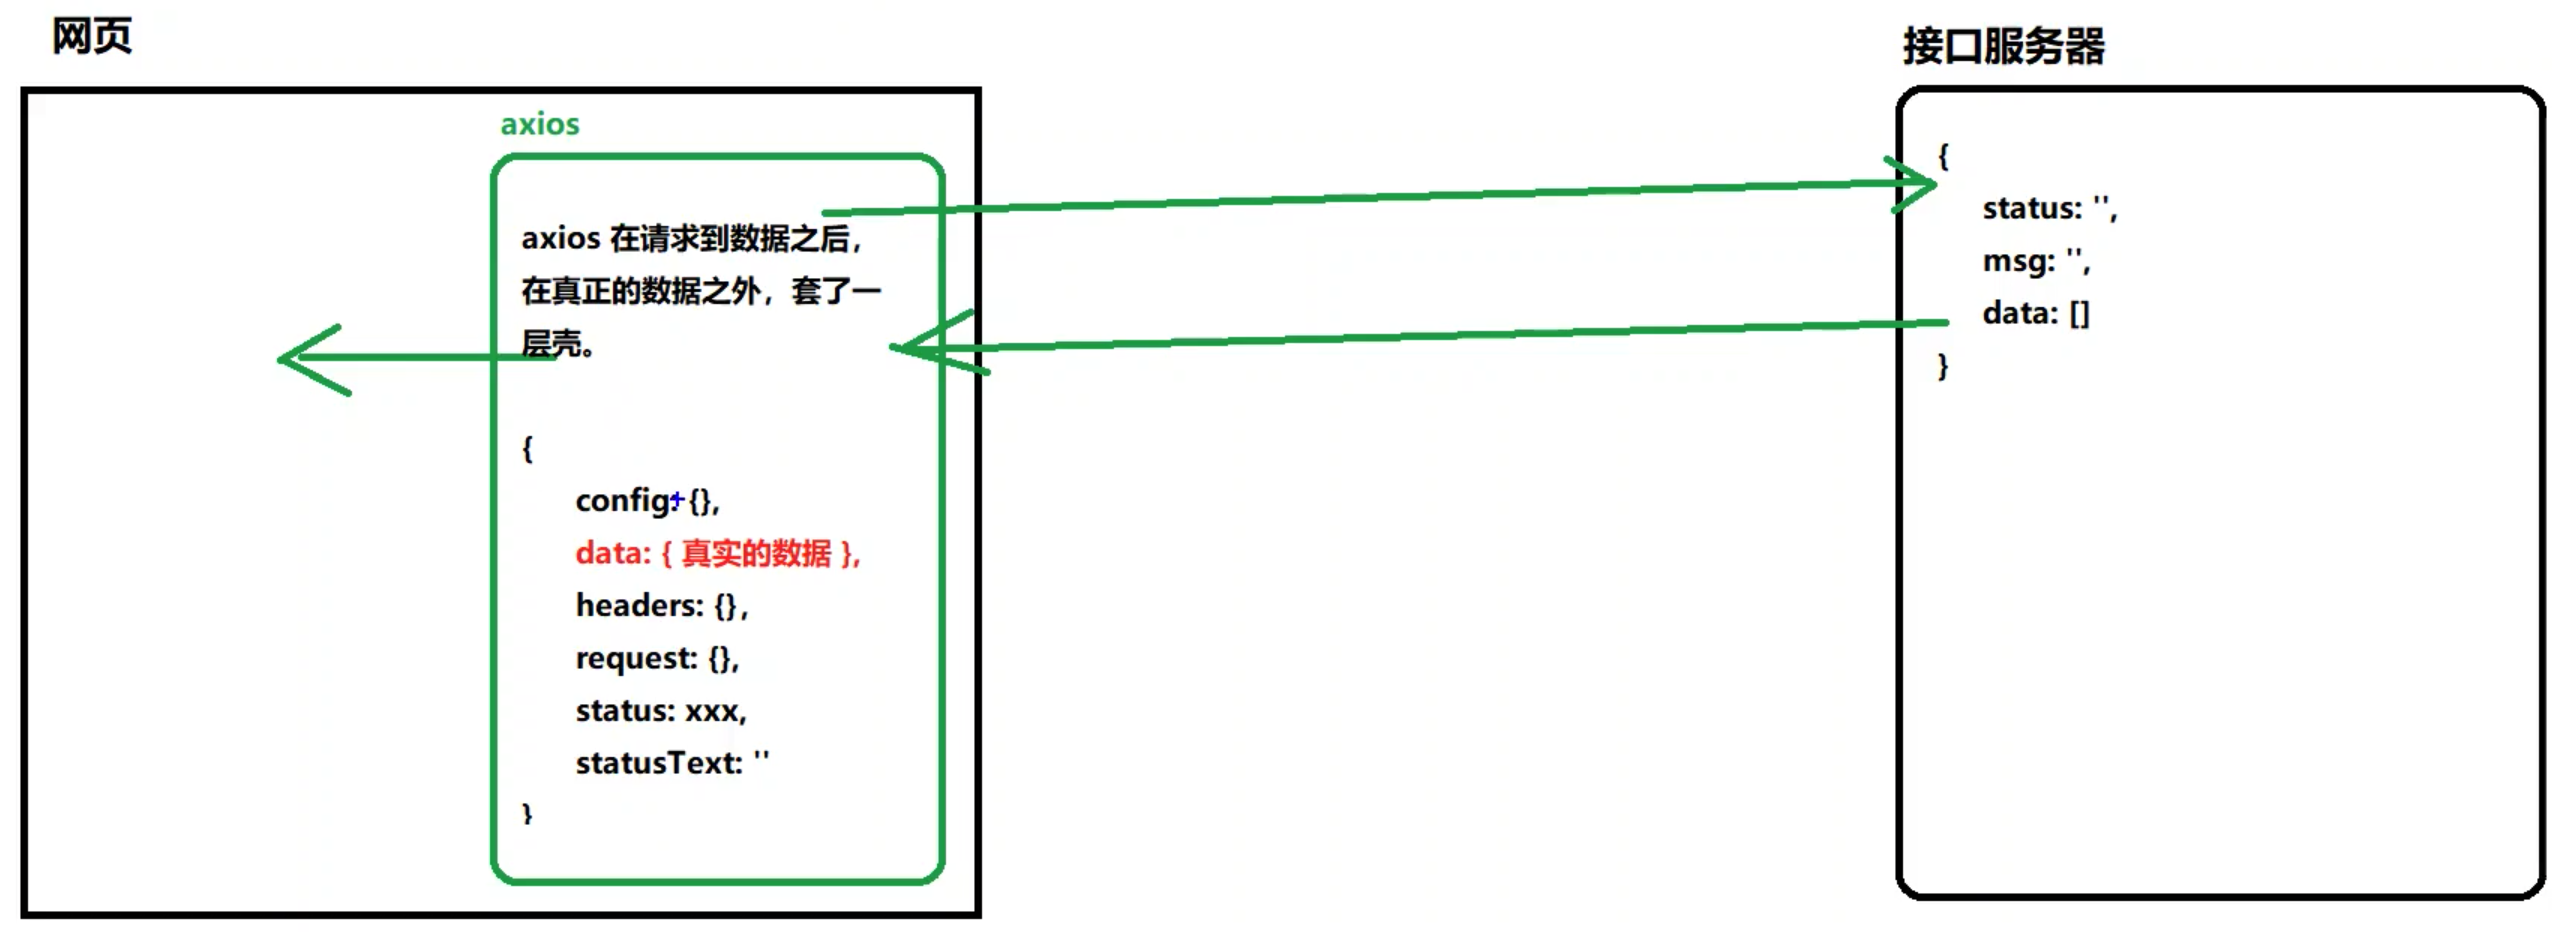 网页
axios
axios 在请求到数据之后，
在真正的数据之外，套了一
层壳。
{
config: {},
data: { 真实的数据 },
headers: {},
request: {},
status: xxx,
statusText: ''
}
接口服务器
{
status: '',
msg: '',
data: []
}